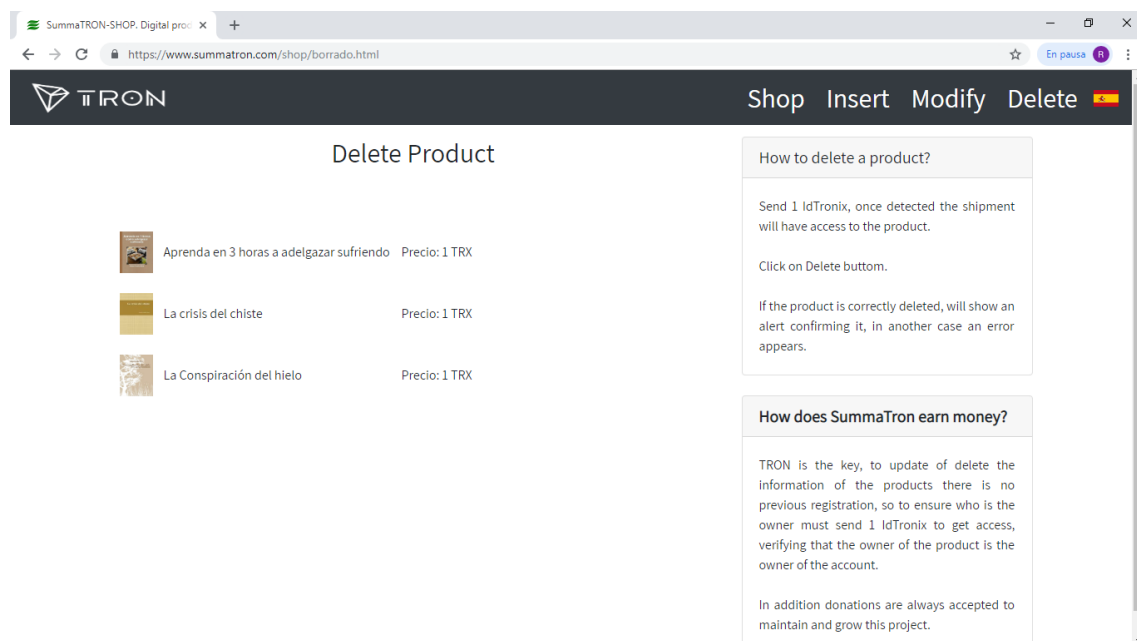 SummaTRON-SHOP. Digital prod
https://www.summatron.com/shop/borrado.html
En pausa
R
TRON
Shop Insert Modify Delete
Delete Product
Aprenda en 3 horas a adelgazar sufriendo Precio: 1 TRX
La crisis del chiste Precio: 1 TRX
La Conspiración del hielo Precio: 1 TRX
How to delete a product?
Send 1 IdTronix, once detected the shipment
will have access to the product.
Click on Delete buttom.
If the product is correctly deleted, will show an
alert confirming it, in another case an error
appears.
How does SummaTron earn money?
TRON is the key, to update of delete the
information of the products there is no
previous registration, so to ensure who is the
owner must send 1 IdTronix to get access,
verifying that the owner of the product is the
owner of the account.
In addition donations are always accepted to
maintain and grow this project.